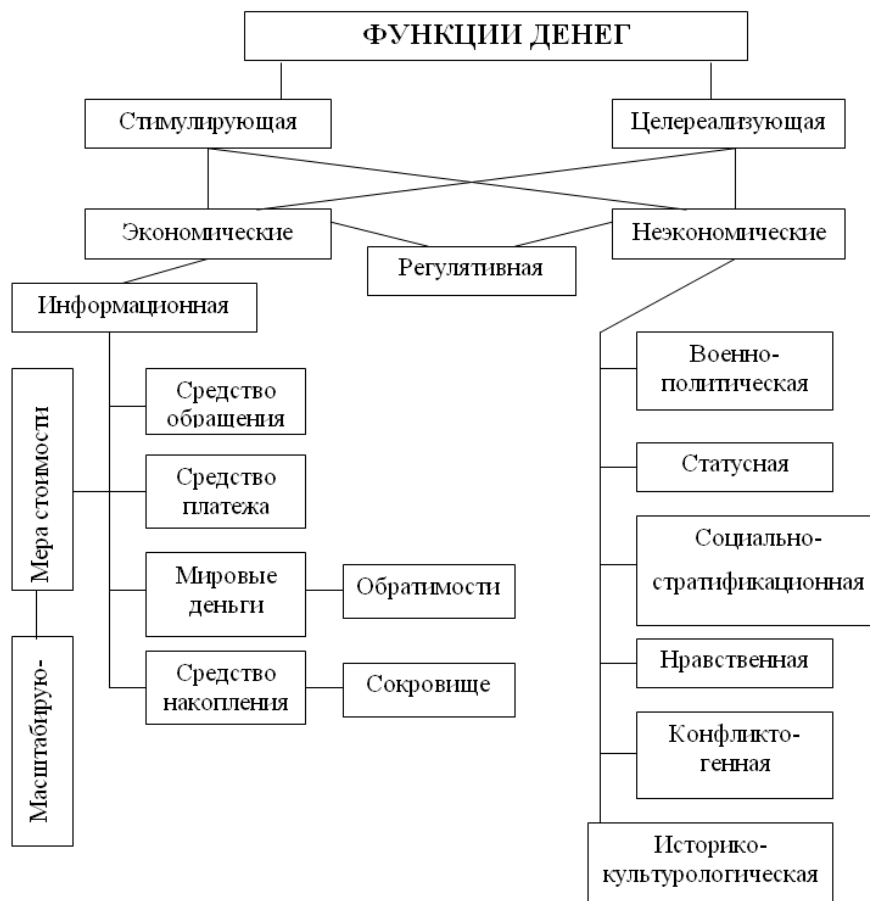 ФУНКЦИИ ДЕНЕГ
Стимулирующая
Целереализующая
Экономические
Неэкономические
Регулятивная
Информационная
Военно-
политическая
Средство
обращения
Мера стоимости
Статусная
Средство
платежа
Социально-
стратификационная
Мировые
деньги
Обратимости
Масштабирую-
Нравственная
Средство
накопления
Сокровище
Конфликто-
генная
Историко-
культурологическая